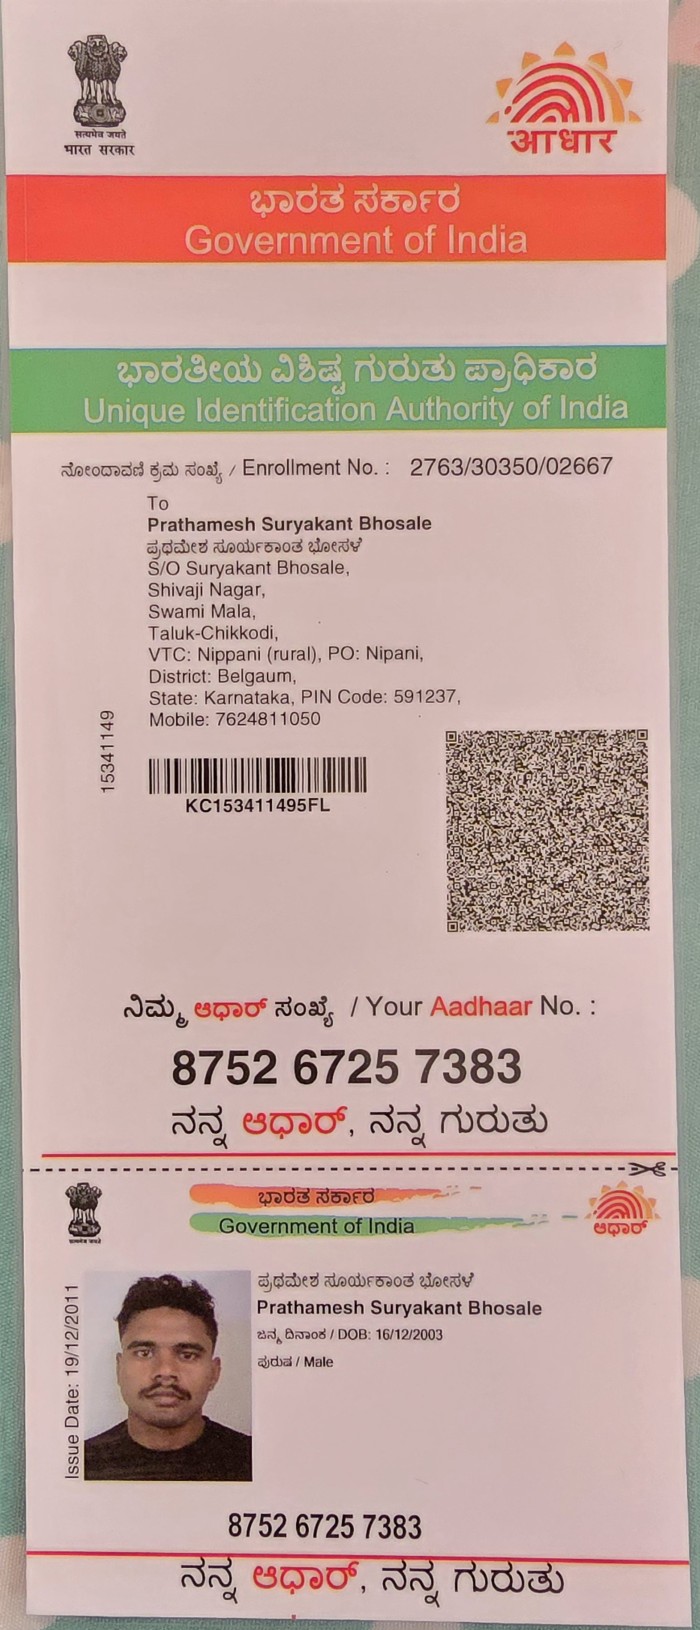 सत्यमेव जयते
भारत सरकार
आधार
ಭಾರತ ಸರ್ಕಾರ
Government of India
ಭಾರತೀಯ ವಿಶಿಷ್ಟ ಗುರುತು ಪ್ರಾಧಿಕಾರ
Unique Identification Authority of India
ನೋಂದಾವಣಿ ಕ್ರಮ ಸಂಖ್ಯೆ / Enrollment No. : 2763/30350/02667
To
Prathamesh Suryakant Bhosale
ಪ್ರಥಮೇಶ ಸೂರ್ಯಕಾಂತ ಭೋಸಳೆ
S/O Suryakant Bhosale,
Shivaji Nagar,
Swami Mala,
Taluk-Chikkodi,
VTC: Nippani (rural), PO: Nipani,
District: Belgaum,
State: Karnataka, PIN Code: 591237,
Mobile: 7624811050
15341149
KC153411495FL
ನಿಮ್ಮ ಆಧಾರ್ ಸಂಖ್ಯೆ / Your Aadhaar No. :
8752 6725 7383
ನನ್ನ ಆಧಾರ್, ನನ್ನ ಗುರುತು
ಭಾರತ ಸರ್ಕಾರ
Government of India
ಆಧಾರ್
Issue Date: 19/12/2011
ಪ್ರಥಮೇಶ ಸೂರ್ಯಕಾಂತ ಭೋಸಳೆ
Prathamesh Suryakant Bhosale
ಜನ್ಮ ದಿನಾಂಕ / DOB: 16/12/2003
ಪುರುಷ / Male
8752 6725 7383
ನನ್ನ ಆಧಾರ್, ನನ್ನ ಗುರುತು